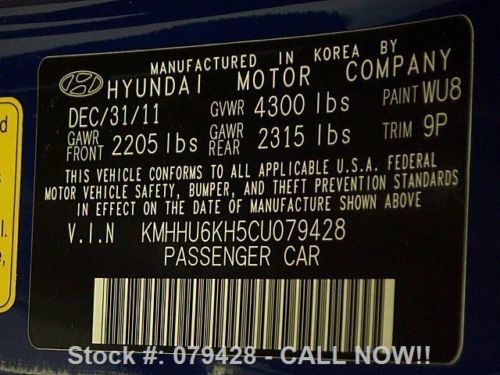 MANUFACTURED IN KOREA BY
HYUNDAI MOTOR COMPANY
DEC/31/11 GVWR 4300 lbs PAINT WU8
GAWR FRONT 2205 lbs GAWR REAR 2315 lbs TRIM 9P
THIS VEHICLE CONFORMS TO ALL APPLICABLE U.S.A. FEDERAL
MOTOR VEHICLE SAFETY, BUMPER, AND THEFT PREVENTION STANDARDS
IN EFFECT ON THE DATE OF MANUFACTURE SHOWN ABOVE
V.I.N KMHHU6KH5CU079428
PASSENGER CAR
Stock #: 079428 - CALL NOW!!